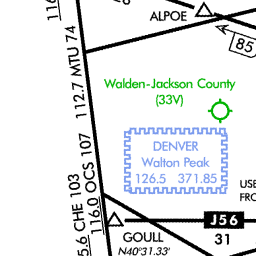 ALPOE
116
85
112.7 MTU 74
Walden-Jackson County
(33V)
DENVER
Walton Peak
126.5 371.85
116.0 OCS 107
5.6 CHE 103
USE
FRO
J56
31
GOULL
N40°31.33'